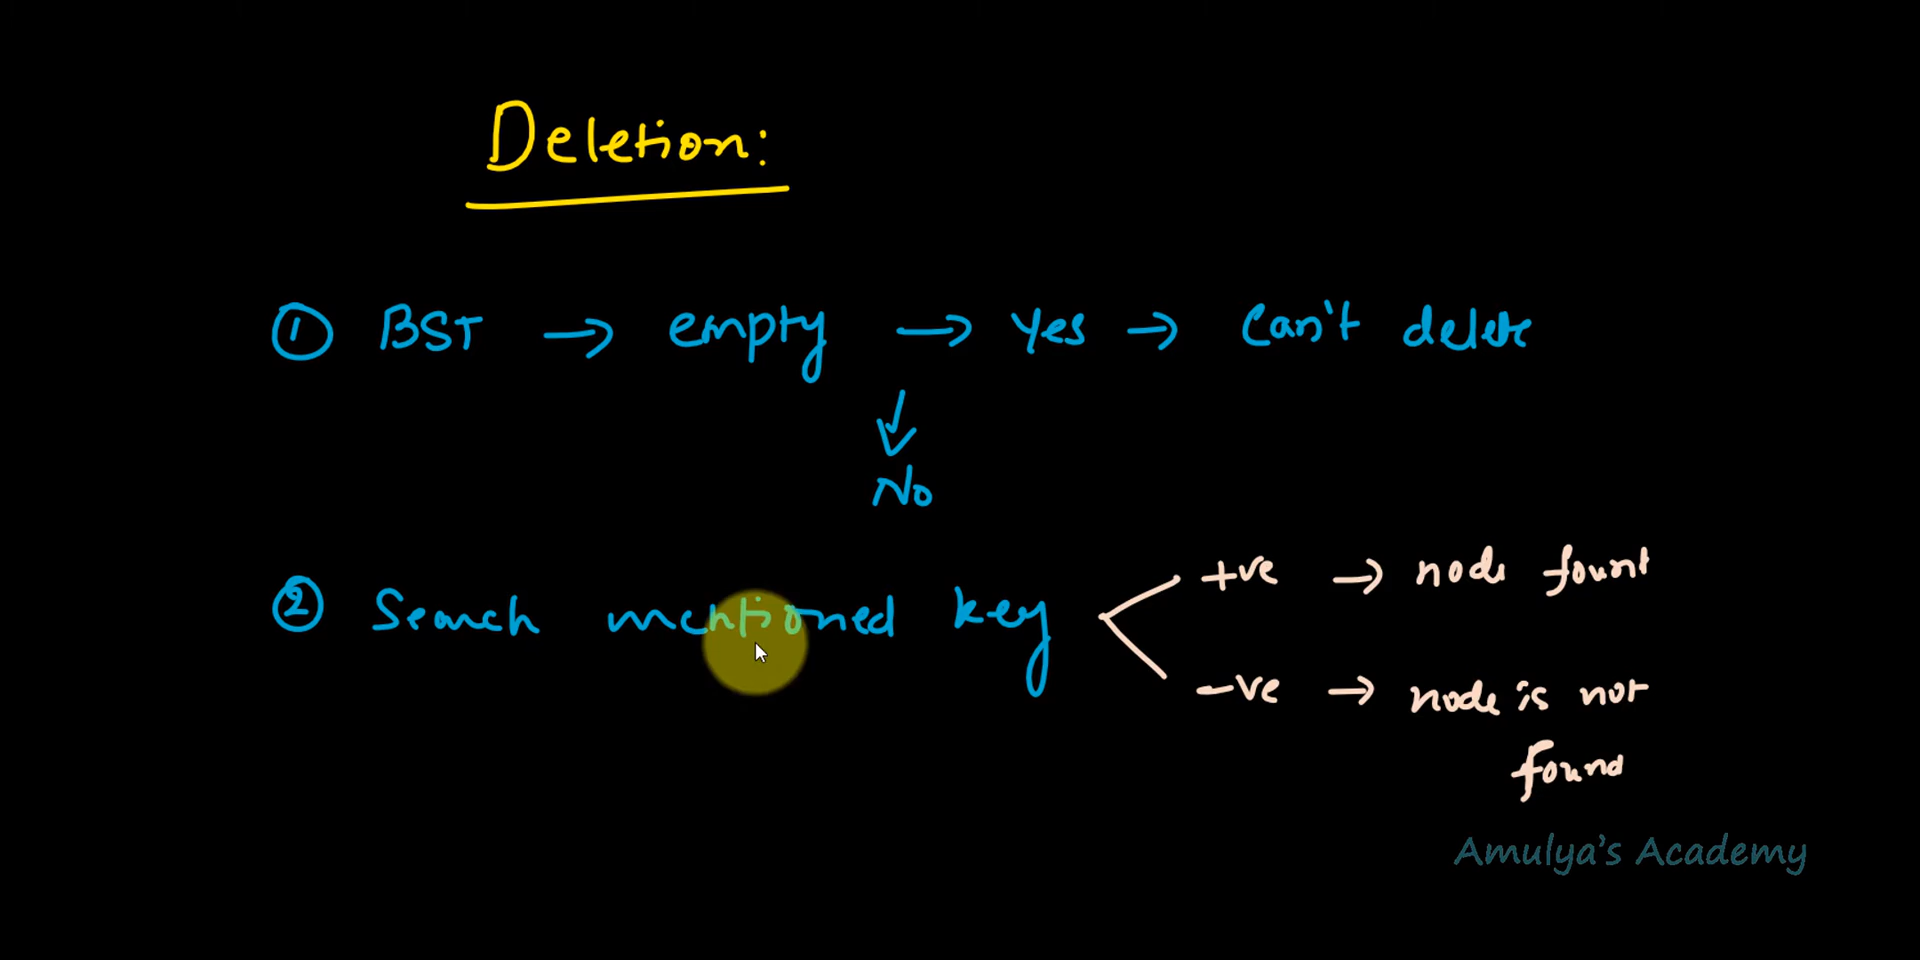 Deletion:
① BST → empty → Yes → Can't delete
↓
No
② Search mentioned key
+ve → node fount
-ve → node is not
found
Amulya's Academy